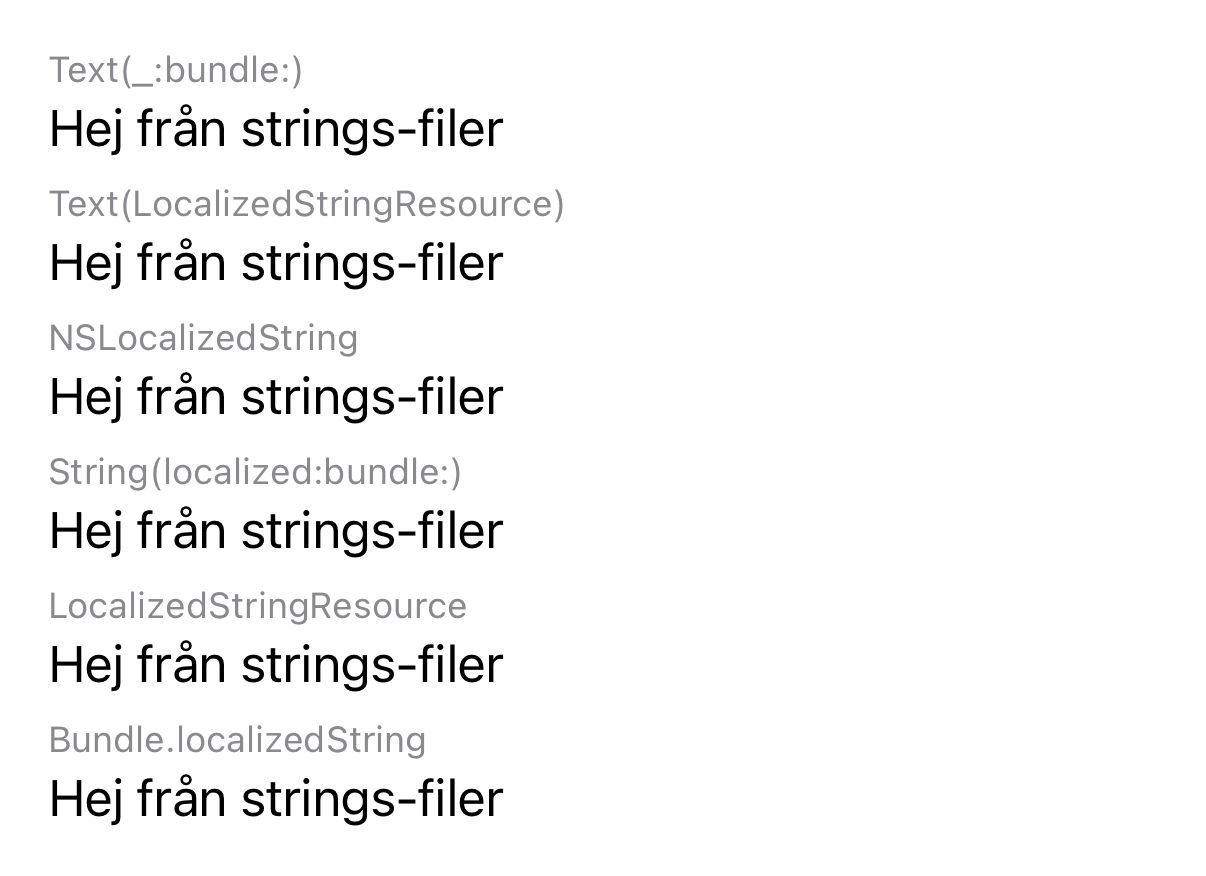 Text(_:bundle:)
Hej från strings-filer
Text(LocalizedStringResource)
Hej från strings-filer
NSLocalizedString
Hej från strings-filer
String(localized:bundle:)
Hej från strings-filer
LocalizedStringResource
Hej från strings-filer
Bundle.localizedString
Hej från strings-filer